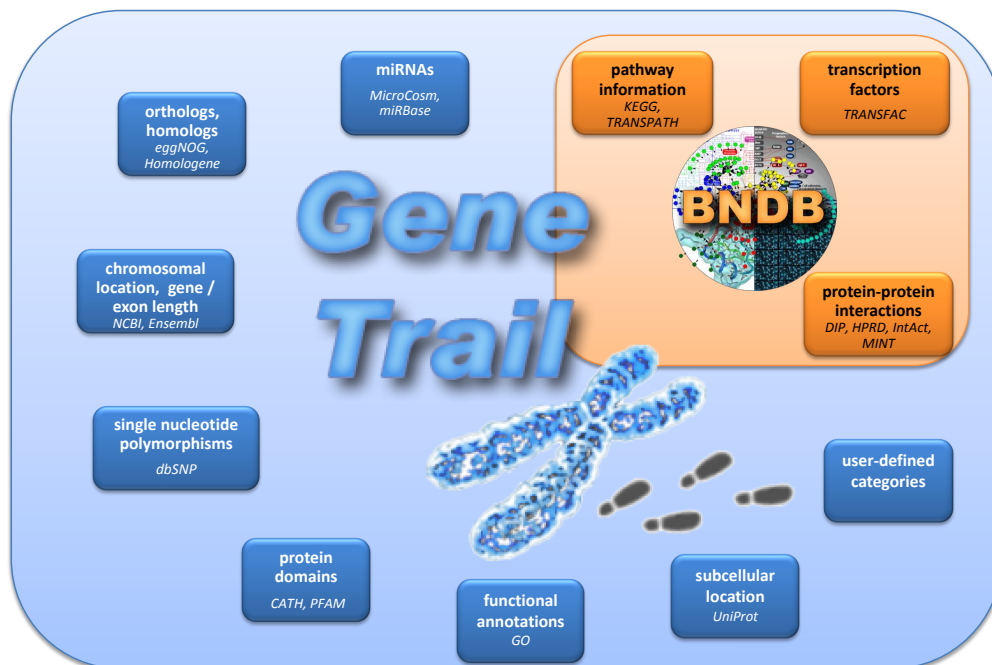 miRNAs
MicroCosm,
miRBase
pathway
information
KEGG,
TRANSPATH
transcription
factors
TRANSFAC
orthologs,
homologs
eggNOG,
Homologene
Gene
Trail
BNDB
chromosomal
location, gene /
exon length
NCBI, Ensembl
protein-protein
interactions
DIP, HPRD, IntAct,
MINT
single nucleotide
polymorphisms
dbSNP
user-defined
categories
protein
domains
CATH, PFAM
functional
annotations
GO
subcellular
location
UniProt